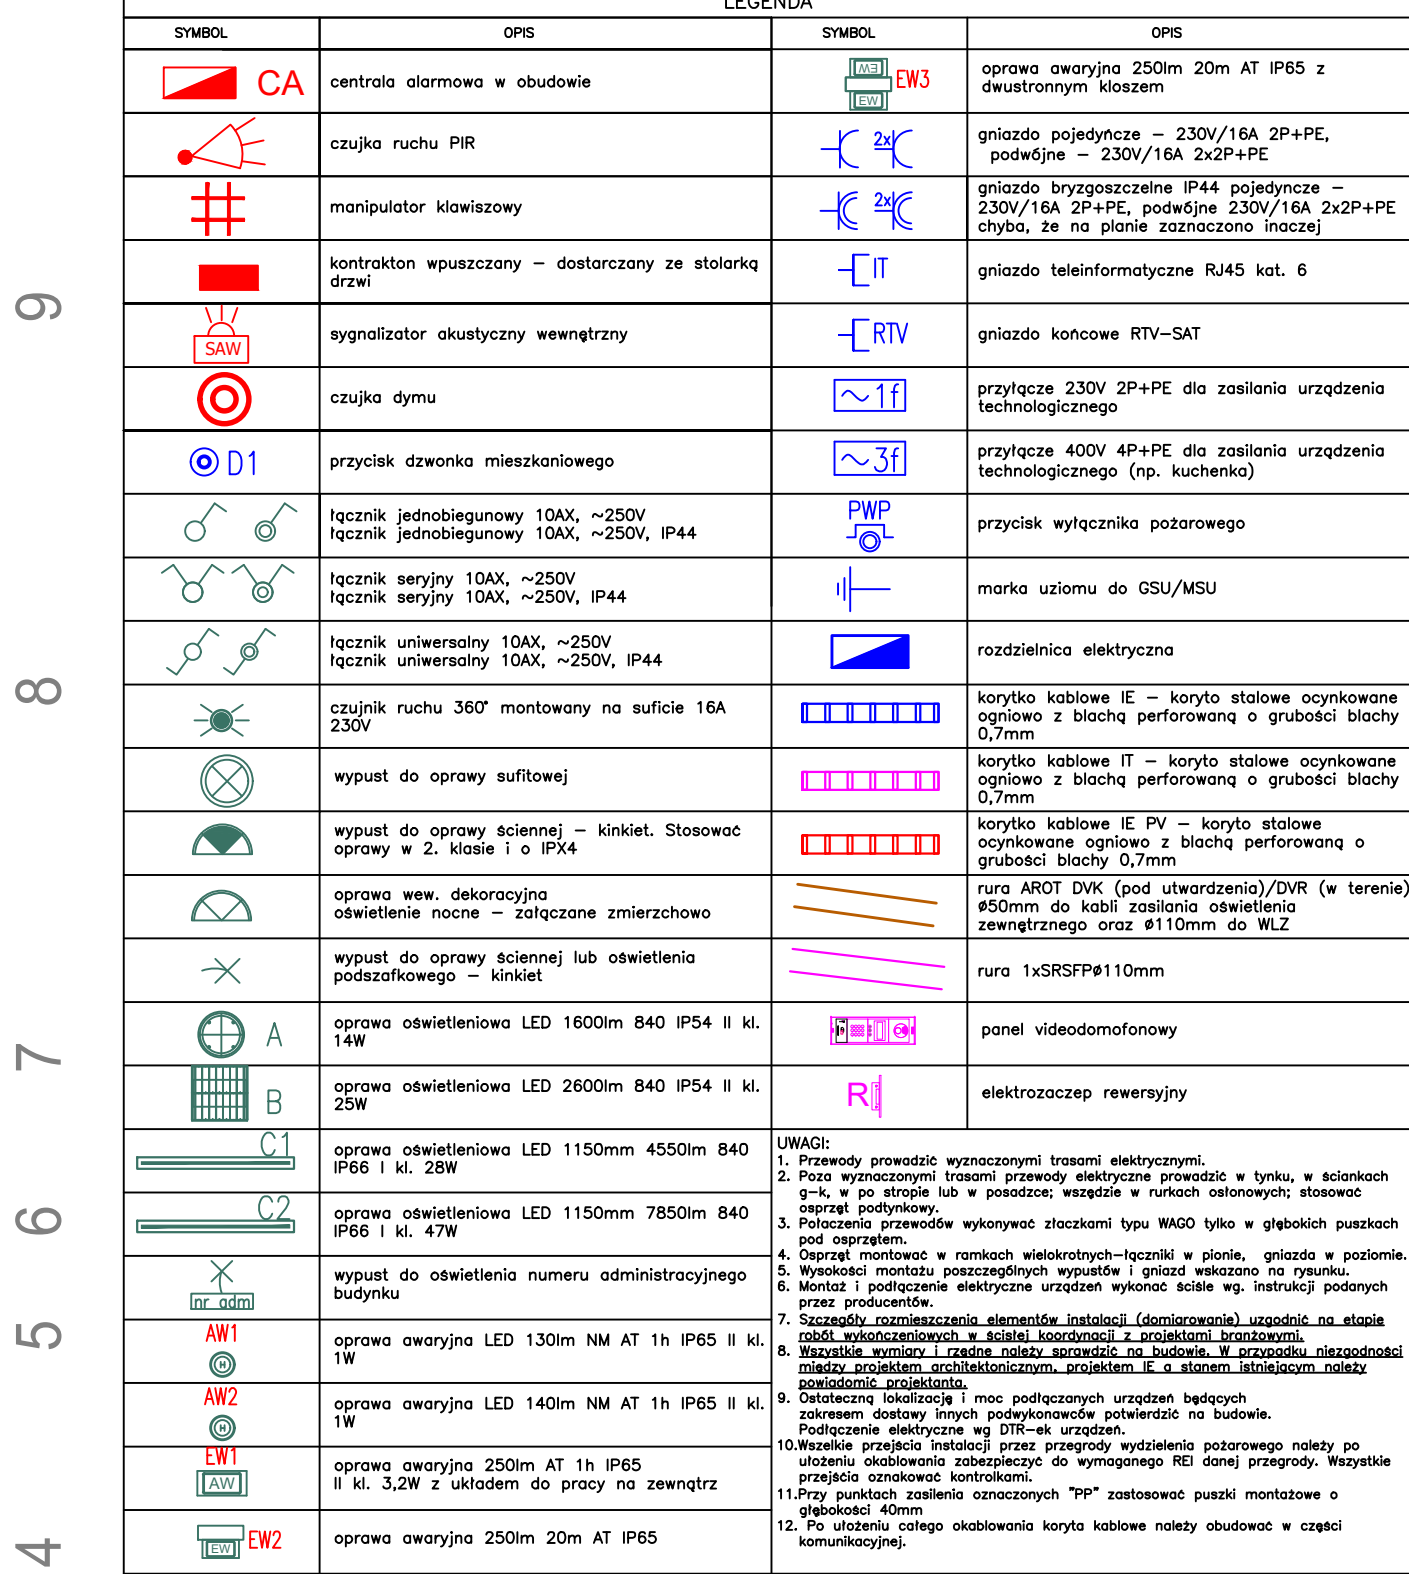 LEGENDA
SYMBOL
OPIS
SYMBOL
OPIS
CA
centrala alarmowa w obudowie
czujka ruchu PIR
manipulator klawiszowy
kontrakton wpuszczany – dostarczany ze stolarką
drzwi
SAW
sygnalizator akustyczny wewnętrzny
czujka dymu
D1
przycisk dzwonka mieszkaniowego
łącznik jednobiegunowy 10AX, ~250V
łącznik jednobiegunowy 10AX, ~250V, IP44
łącznik seryjny 10AX, ~250V
łącznik seryjny 10AX, ~250V, IP44
łącznik uniwersalny 10AX, ~250V
łącznik uniwersalny 10AX, ~250V, IP44
czujnik ruchu 360° montowany na suficie 16A
230V
wypust do oprawy sufitowej
wypust do oprawy ściennej – kinkiet. Stosować
oprawy w 2. klasie i o IPX4
oprawa wew. dekoracyjna
oświetlenie nocne – załączane zmierzchowo
wypust do oprawy ściennej lub oświetlenia
podszafkowego – kinkiet
A
oprawa oświetleniowa LED 1600lm 840 IP54 II kl.
14W
B
oprawa oświetleniowa LED 2600lm 840 IP54 II kl.
25W
C1
oprawa oświetleniowa LED 1150mm 4550lm 840
IP66 I kl. 28W
C2
oprawa oświetleniowa LED 1150mm 7850lm 840
IP66 I kl. 47W
nr adm
wypust do oświetlenia numeru administracyjnego
budynku
AW1
H
oprawa awaryjna LED 130lm NM AT 1h IP65 II kl.
1W
AW2
H
oprawa awaryjna LED 140lm NM AT 1h IP65 II kl.
1W
EW1
AW
oprawa awaryjna 250lm AT 1h IP65
II kl. 3,2W z układem do pracy na zewnątrz
EW
EW2
oprawa awaryjna 250lm 20m AT IP65
EW
EW
EW3
oprawa awaryjna 250lm 20m AT IP65 z
dwustronnym kloszem
2x
gniazdo pojedyńcze – 230V/16A 2P+PE,
podwójne – 230V/16A 2x2P+PE
2x
gniazdo bryzgoszczelne IP44 pojedyncze –
230V/16A 2P+PE, podwójne 230V/16A 2x2P+PE
chyba, że na planie zaznaczono inaczej
IT
gniazdo teleinformatyczne RJ45 kat. 6
RTV
gniazdo końcowe RTV–SAT
~1f
przyłącze 230V 2P+PE dla zasilania urządzenia
technologicznego
~3f
przyłącze 400V 4P+PE dla zasilania urządzenia
technologicznego (np. kuchenka)
PWP
przycisk wyłącznika pożarowego
marka uziomu do GSU/MSU
rozdzielnica elektryczna
korytko kablowe IE – koryto stalowe ocynkowane
ogniowo z blachą perforowaną o grubości blachy
0,7mm
korytko kablowe IT – koryto stalowe ocynkowane
ogniowo z blachą perforowaną o grubości blachy
0,7mm
korytko kablowe IE PV – koryto stalowe
ocynkowane ogniowo z blachą perforowaną o
grubości blachy 0,7mm
rura AROT DVK (pod utwardzenia)/DVR (w terenie)
Ø50mm do kabli zasilania oświetlenia
zewnętrznego oraz Ø110mm do WLZ
rura 1xSRSFPØ110mm
panel videodomofonowy
R
elektrozaczep rewersyjny
UWAGI:
1. Przewody prowadzić wyznaczonymi trasami elektrycznymi.
2. Poza wyznaczonymi trasami przewody elektryczne prowadzić w tynku, w ściankach
g–k, w po stropie lub w posadzce; wszędzie w rurkach osłonowych; stosować
osprzęt podtynkowy.
3. Połaczenia przewodów wykonywać złaczkami typu WAGO tylko w głębokich puszkach
pod osprzętem.
4. Osprzęt montować w ramkach wielokrotnych–łączniki w pionie, gniazda w poziomie.
5. Wysokości montażu poszczególnych wypustów i gniazd wskazano na rysunku.
6. Montaż i podłączenie elektryczne urządzeń wykonać ściśle wg. instrukcji podanych
przez producentów.
7. Szczegóły rozmieszczenia elementów instalacji (domiarowanie) uzgodnić na etapie
robót wykończeniowych w ścisłej koordynacji z projektami branżowymi.
8. Wszystkie wymiary i rzędne należy sprawdzić na budowie. W przypadku niezgodności
między projektem architektonicznym, projektem IE a stanem istniejącym należy
powiadomić projektanta.
9. Ostateczną lokalizację i moc podłączanych urządzeń będących
zakresem dostawy innych podwykonawców potwierdzić na budowie.
Podłączenie elektryczne wg DTR–ek urządzeń.
10.Wszelkie przejścia instalacji przez przegrody wydzielenia pożarowego należy po
ułożeniu okablowania zabezpieczyć do wymaganego REI danej przegrody. Wszystkie
przejścia oznakować kontrolkami.
11.Przy punktach zasilenia oznaczonych "PP" zastosować puszki montażowe o
głębokości 40mm
12. Po ułożeniu całego okablowania koryta kablowe należy obudować w części
komunikacyjnej.
9
8
7
6
5
4